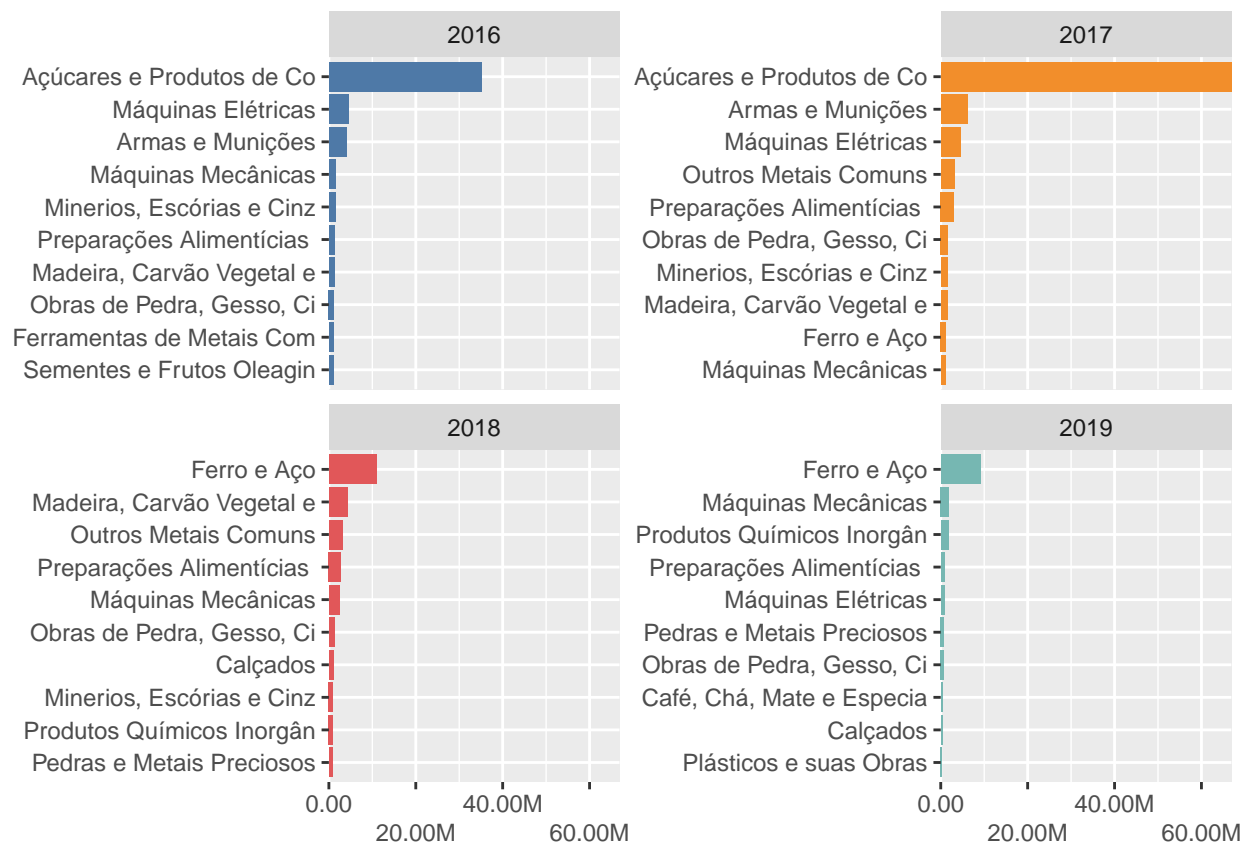 2016
Açúcares e Produtos de Co
Máquinas Elétricas
Armas e Munições
Máquinas Mecânicas
Minerios, Escórias e Cinz
Preparações Alimentícias
Madeira, Carvão Vegetal e
Obras de Pedra, Gesso, Ci
Ferramentas de Metais Com
Sementes e Frutos Oleagin
2017
Açúcares e Produtos de Co
Armas e Munições
Máquinas Elétricas
Outros Metais Comuns
Preparações Alimentícias
Obras de Pedra, Gesso, Ci
Minerios, Escórias e Cinz
Madeira, Carvão Vegetal e
Ferro e Aço
Máquinas Mecânicas
2018
Ferro e Aço
Madeira, Carvão Vegetal e
Outros Metais Comuns
Preparações Alimentícias
Máquinas Mecânicas
Obras de Pedra, Gesso, Ci
Calçados
Minerios, Escórias e Cinz
Produtos Químicos Inorgân
Pedras e Metais Preciosos
0.00 40.00M
20.00M 60.00M
2019
Ferro e Aço
Máquinas Mecânicas
Produtos Químicos Inorgân
Preparações Alimentícias
Máquinas Elétricas
Pedras e Metais Preciosos
Obras de Pedra, Gesso, Ci
Café, Chá, Mate e Especia
Calçados
Plásticos e suas Obras
0.00 40.00M
20.00M 60.00M